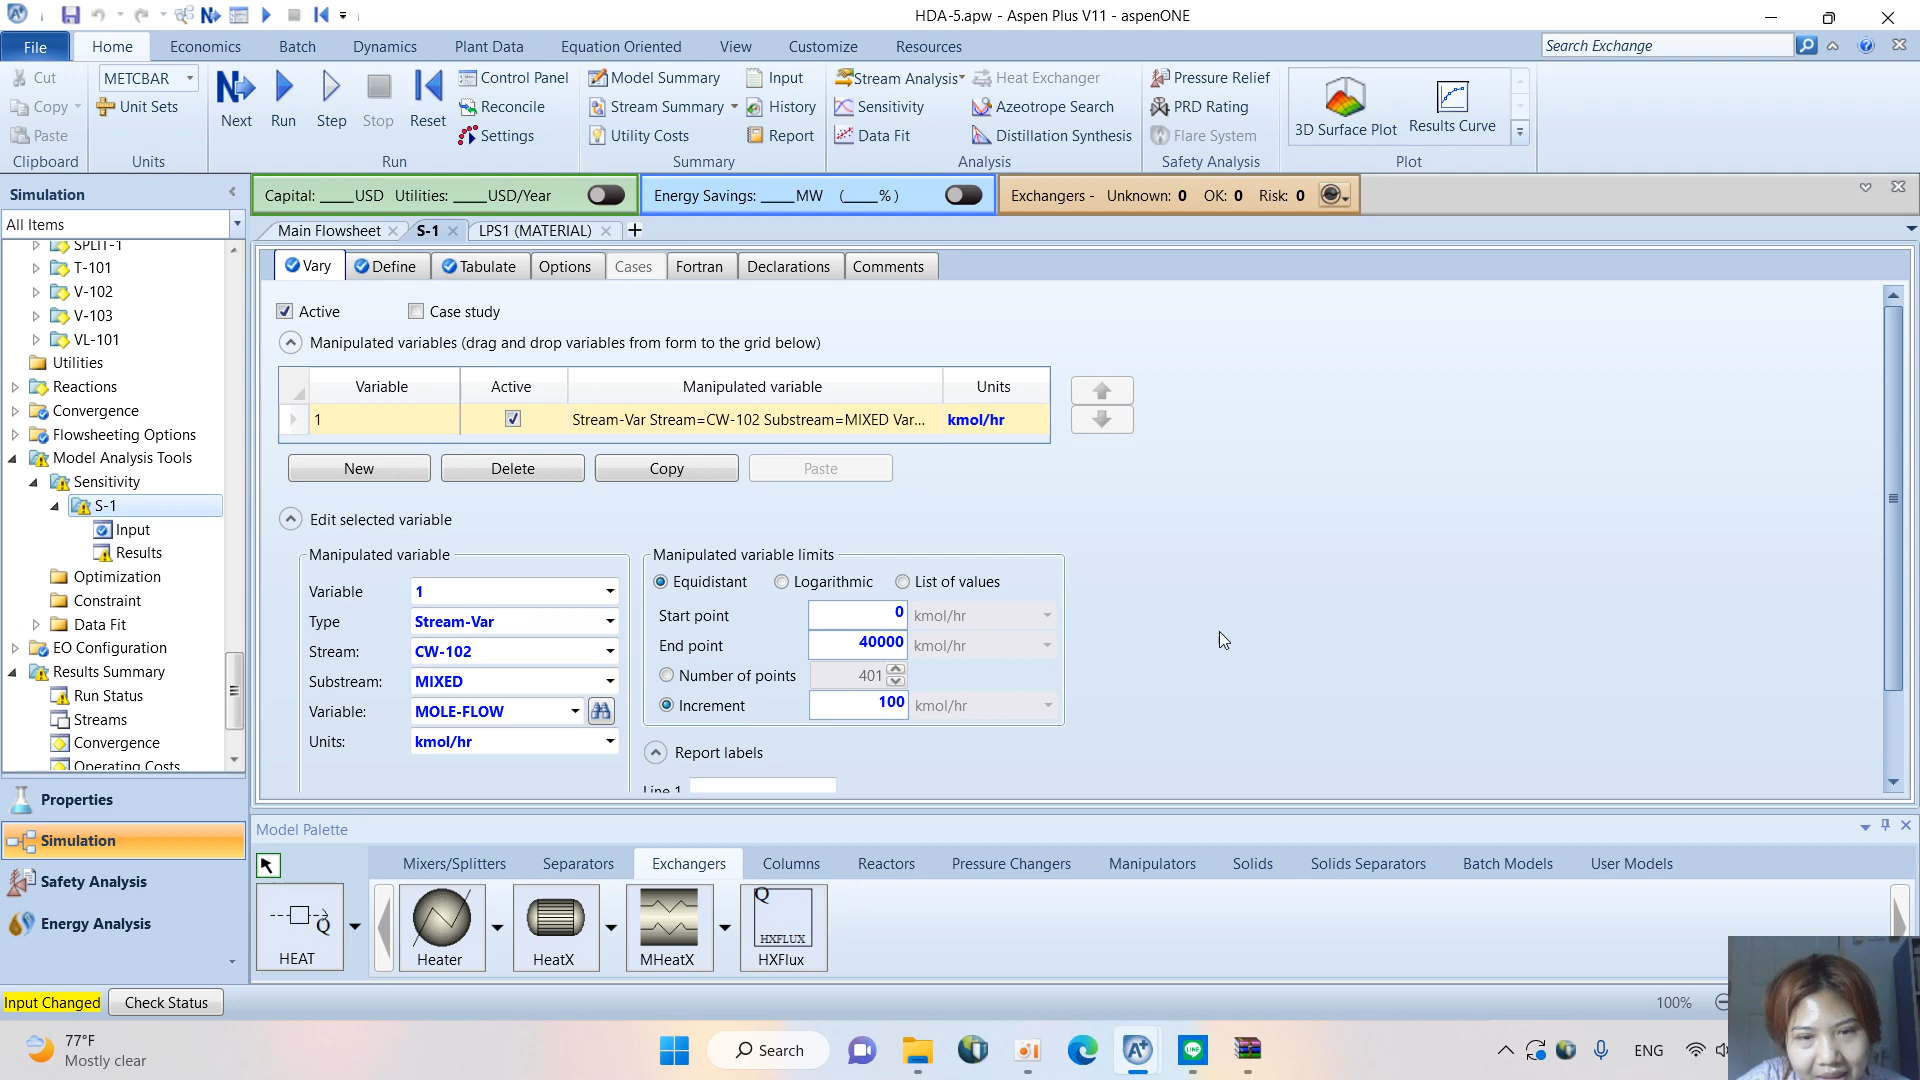 HDA-5.apw - Aspen Plus V11 - aspenONE
File Home Economics Batch Dynamics Plant Data Equation Oriented View Customize Resources Search Exchange
Cut METCBAR Control Panel Model Summary Input Stream Analysis Heat Exchanger Pressure Relief
Copy Unit Sets Reconcile Stream Summary History Sensitivity Azeotrope Search PRD Rating
Next Run Step Stop Reset 3D Surface Plot Results Curve
Paste Settings Utility Costs Report Data Fit Distillation Synthesis Flare System
Clipboard Units Run Summary Analysis Safety Analysis Plot
Simulation
Capital: ____USD Utilities: ____USD/Year Energy Savings: ____MW (____%) Exchangers - Unknown: 0 OK: 0 Risk: 0
All Items
Main Flowsheet S-1 LPS1 (MATERIAL) +
SPLIT-1
T-101
V-102
V-103
VL-101
Utilities
Reactions
Convergence
Flowsheeting Options
Model Analysis Tools
Sensitivity
S-1
Input
Results
Optimization
Constraint
Data Fit
EO Configuration
Results Summary
Run Status
Streams
Convergence
Operating Costs
Properties
Simulation
Safety Analysis
Energy Analysis
Vary Define Tabulate Options Cases Fortran Declarations Comments
Active Case study
Manipulated variables (drag and drop variables from form to the grid below)
Variable Active Manipulated variable Units
1 Stream-Var Stream=CW-102 Substream=MIXED Var... kmol/hr
New Delete Copy Paste
Edit selected variable
Manipulated variable
Variable 1
Type Stream-Var
Stream: CW-102
Substream: MIXED
Variable: MOLE-FLOW
Units: kmol/hr
Manipulated variable limits
Equidistant Logarithmic List of values
Start point 0 kmol/hr
End point 40000 kmol/hr
Number of points 401
Increment 100 kmol/hr
Report labels
Line 1
Model Palette
Mixers/Splitters Separators Exchangers Columns Reactors Pressure Changers Manipulators Solids Solids Separators Batch Models User Models
Q
Q
HXFLUX
HEAT Heater HeatX MHeatX HXFlux
Input Changed Check Status 100%
77°F
Mostly clear
Search
LINE
ENG